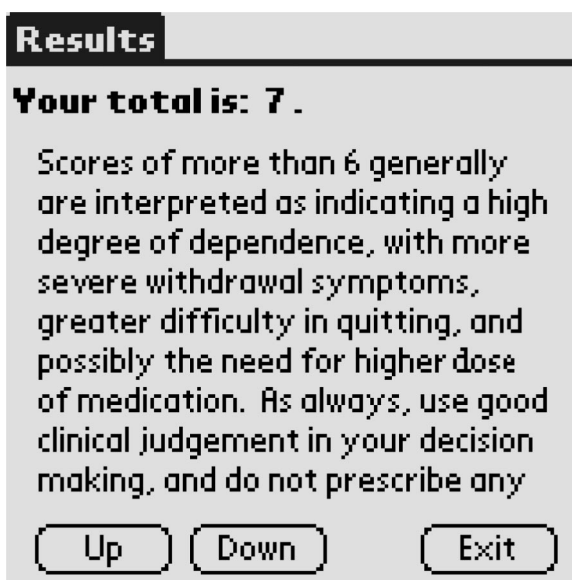 Results
Your total is: 7.
Scores of more than 6 generally
are interpreted as indicating a high
degree of dependence, with more
severe withdrawal symptoms,
greater difficulty in quitting, and
possibly the need for higher dose
of medication. As always, use good
clinical judgement in your decision
making, and do not prescribe any
Up Down Exit